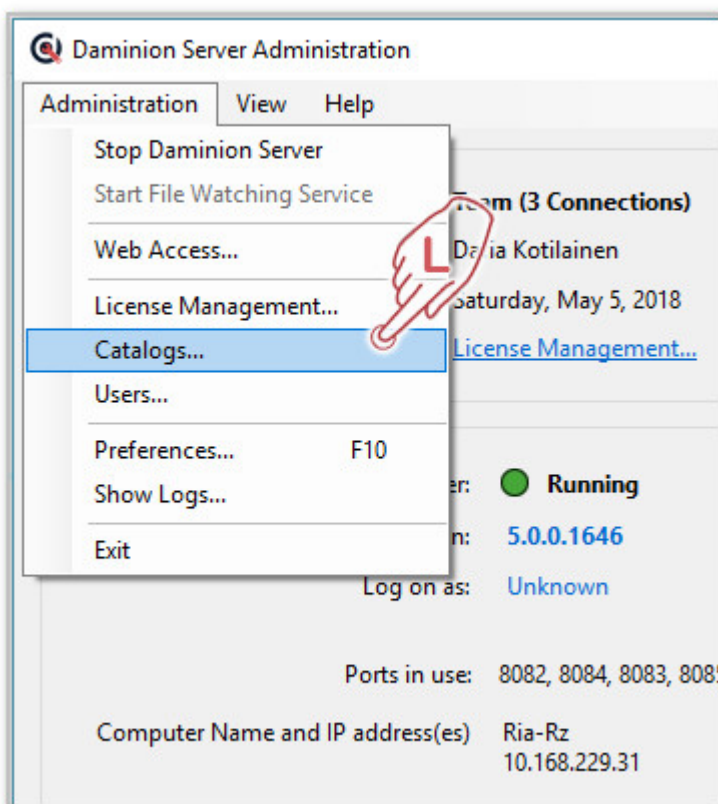 Daminion Server Administration
Administration View Help
Stop Daminion Server
Start File Watching Service
Web Access...
License Management...
Catalogs...
Users...
Preferences... F10
Show Logs...
Exit
L
(3 Connections)
Kotilainen
Saturday, May 5, 2018
License Management...
Running
5.0.0.1646
Log on as: Unknown
Ports in use: 8082, 8084, 8083,
Computer Name and IP address(es) Ria-Rz
10.168.229.31